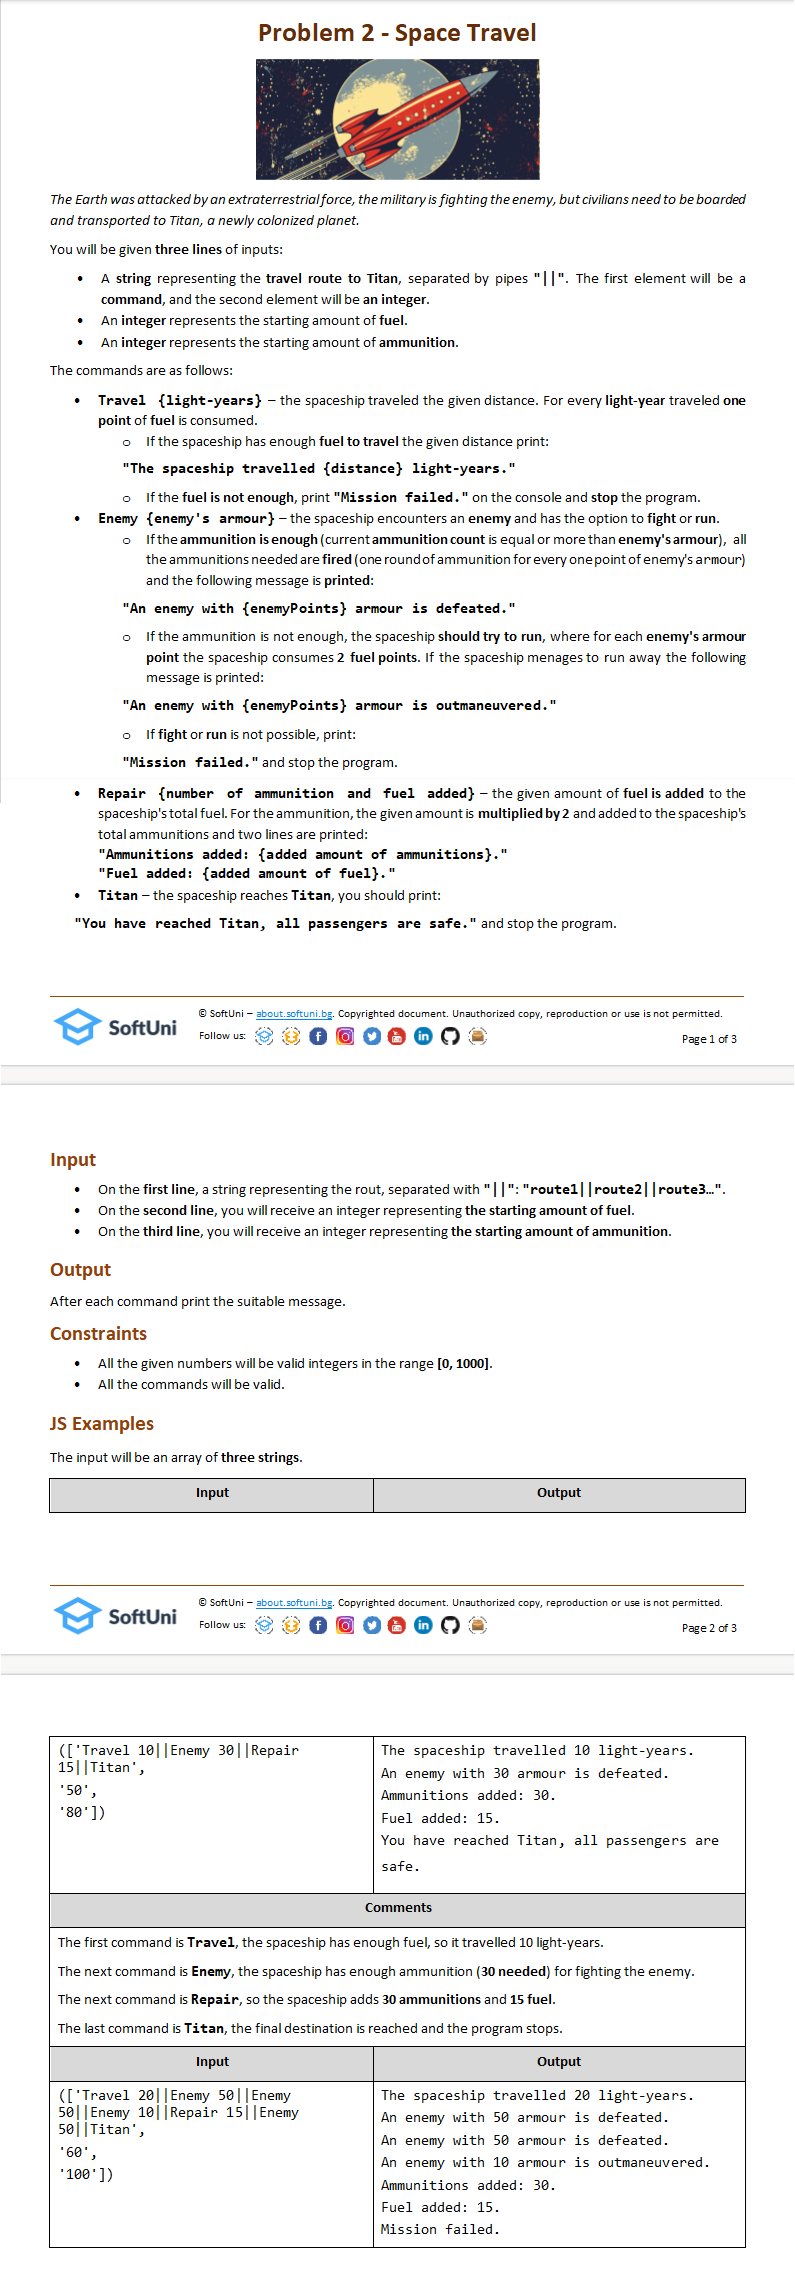 Problem 2 - Space Travel
The Earth was attacked by an extraterrestrial force, the military is fighting the enemy, but civilians need to be boarded
and transported to Titan, a newly colonized planet.
You will be given three lines of inputs:
• A string representing the travel route to Titan, separated by pipes "||". The first element will be a
command, and the second element will be an integer.
• An integer represents the starting amount of fuel.
• An integer represents the starting amount of ammunition.
The commands are as follows:
• Travel {light-years} – the spaceship traveled the given distance. For every light-year traveled one
point of fuel is consumed.
o If the spaceship has enough fuel to travel the given distance print:
"The spaceship travelled {distance} light-years."
o If the fuel is not enough, print "Mission failed." on the console and stop the program.
• Enemy {enemy's armour} – the spaceship encounters an enemy and has the option to fight or run.
o If the ammunition is enough (current ammunition count is equal or more than enemy's armour), all
the ammunitions needed are fired (one round of ammunition for every one point of enemy's armour)
and the following message is printed:
"An enemy with {enemyPoints} armour is defeated."
o If the ammunition is not enough, the spaceship should try to run, where for each enemy's armour
point the spaceship consumes 2 fuel points. If the spaceship menages to run away the following
message is printed:
"An enemy with {enemyPoints} armour is outmaneuvered."
o If fight or run is not possible, print:
"Mission failed." and stop the program.
• Repair {number of ammunition and fuel added} – the given amount of fuel is added to the
spaceship's total fuel. For the ammunition, the given amount is multiplied by 2 and added to the spaceship's
total ammunitions and two lines are printed:
"Ammunitions added: {added amount of ammunitions}."
"Fuel added: {added amount of fuel}."
• Titan – the spaceship reaches Titan, you should print:
"You have reached Titan, all passengers are safe." and stop the program.
SoftUni
© SoftUni – about.softuni.bg. Copyrighted document. Unauthorized copy, reproduction or use is not permitted.
Follow us:
Page 1 of 3
Input
• On the first line, a string representing the rout, separated with "||": "route1||route2||route3…".
• On the second line, you will receive an integer representing the starting amount of fuel.
• On the third line, you will receive an integer representing the starting amount of ammunition.
Output
After each command print the suitable message.
Constraints
• All the given numbers will be valid integers in the range [0, 1000].
• All the commands will be valid.
JS Examples
The input will be an array of three strings.
Input Output
SoftUni
© SoftUni – about.softuni.bg. Copyrighted document. Unauthorized copy, reproduction or use is not permitted.
Follow us:
Page 2 of 3
(['Travel 10||Enemy 30||Repair
15||Titan',
'50',
'80'])
The spaceship travelled 10 light-years.
An enemy with 30 armour is defeated.
Ammunitions added: 30.
Fuel added: 15.
You have reached Titan, all passengers are
safe.
Comments
The first command is Travel, the spaceship has enough fuel, so it travelled 10 light-years.
The next command is Enemy, the spaceship has enough ammunition (30 needed) for fighting the enemy.
The next command is Repair, so the spaceship adds 30 ammunitions and 15 fuel.
The last command is Titan, the final destination is reached and the program stops.
Input Output
(['Travel 20||Enemy 50||Enemy
50||Enemy 10||Repair 15||Enemy
50||Titan',
'60',
'100'])
The spaceship travelled 20 light-years.
An enemy with 50 armour is defeated.
An enemy with 50 armour is defeated.
An enemy with 10 armour is outmaneuvered.
Ammunitions added: 30.
Fuel added: 15.
Mission failed.